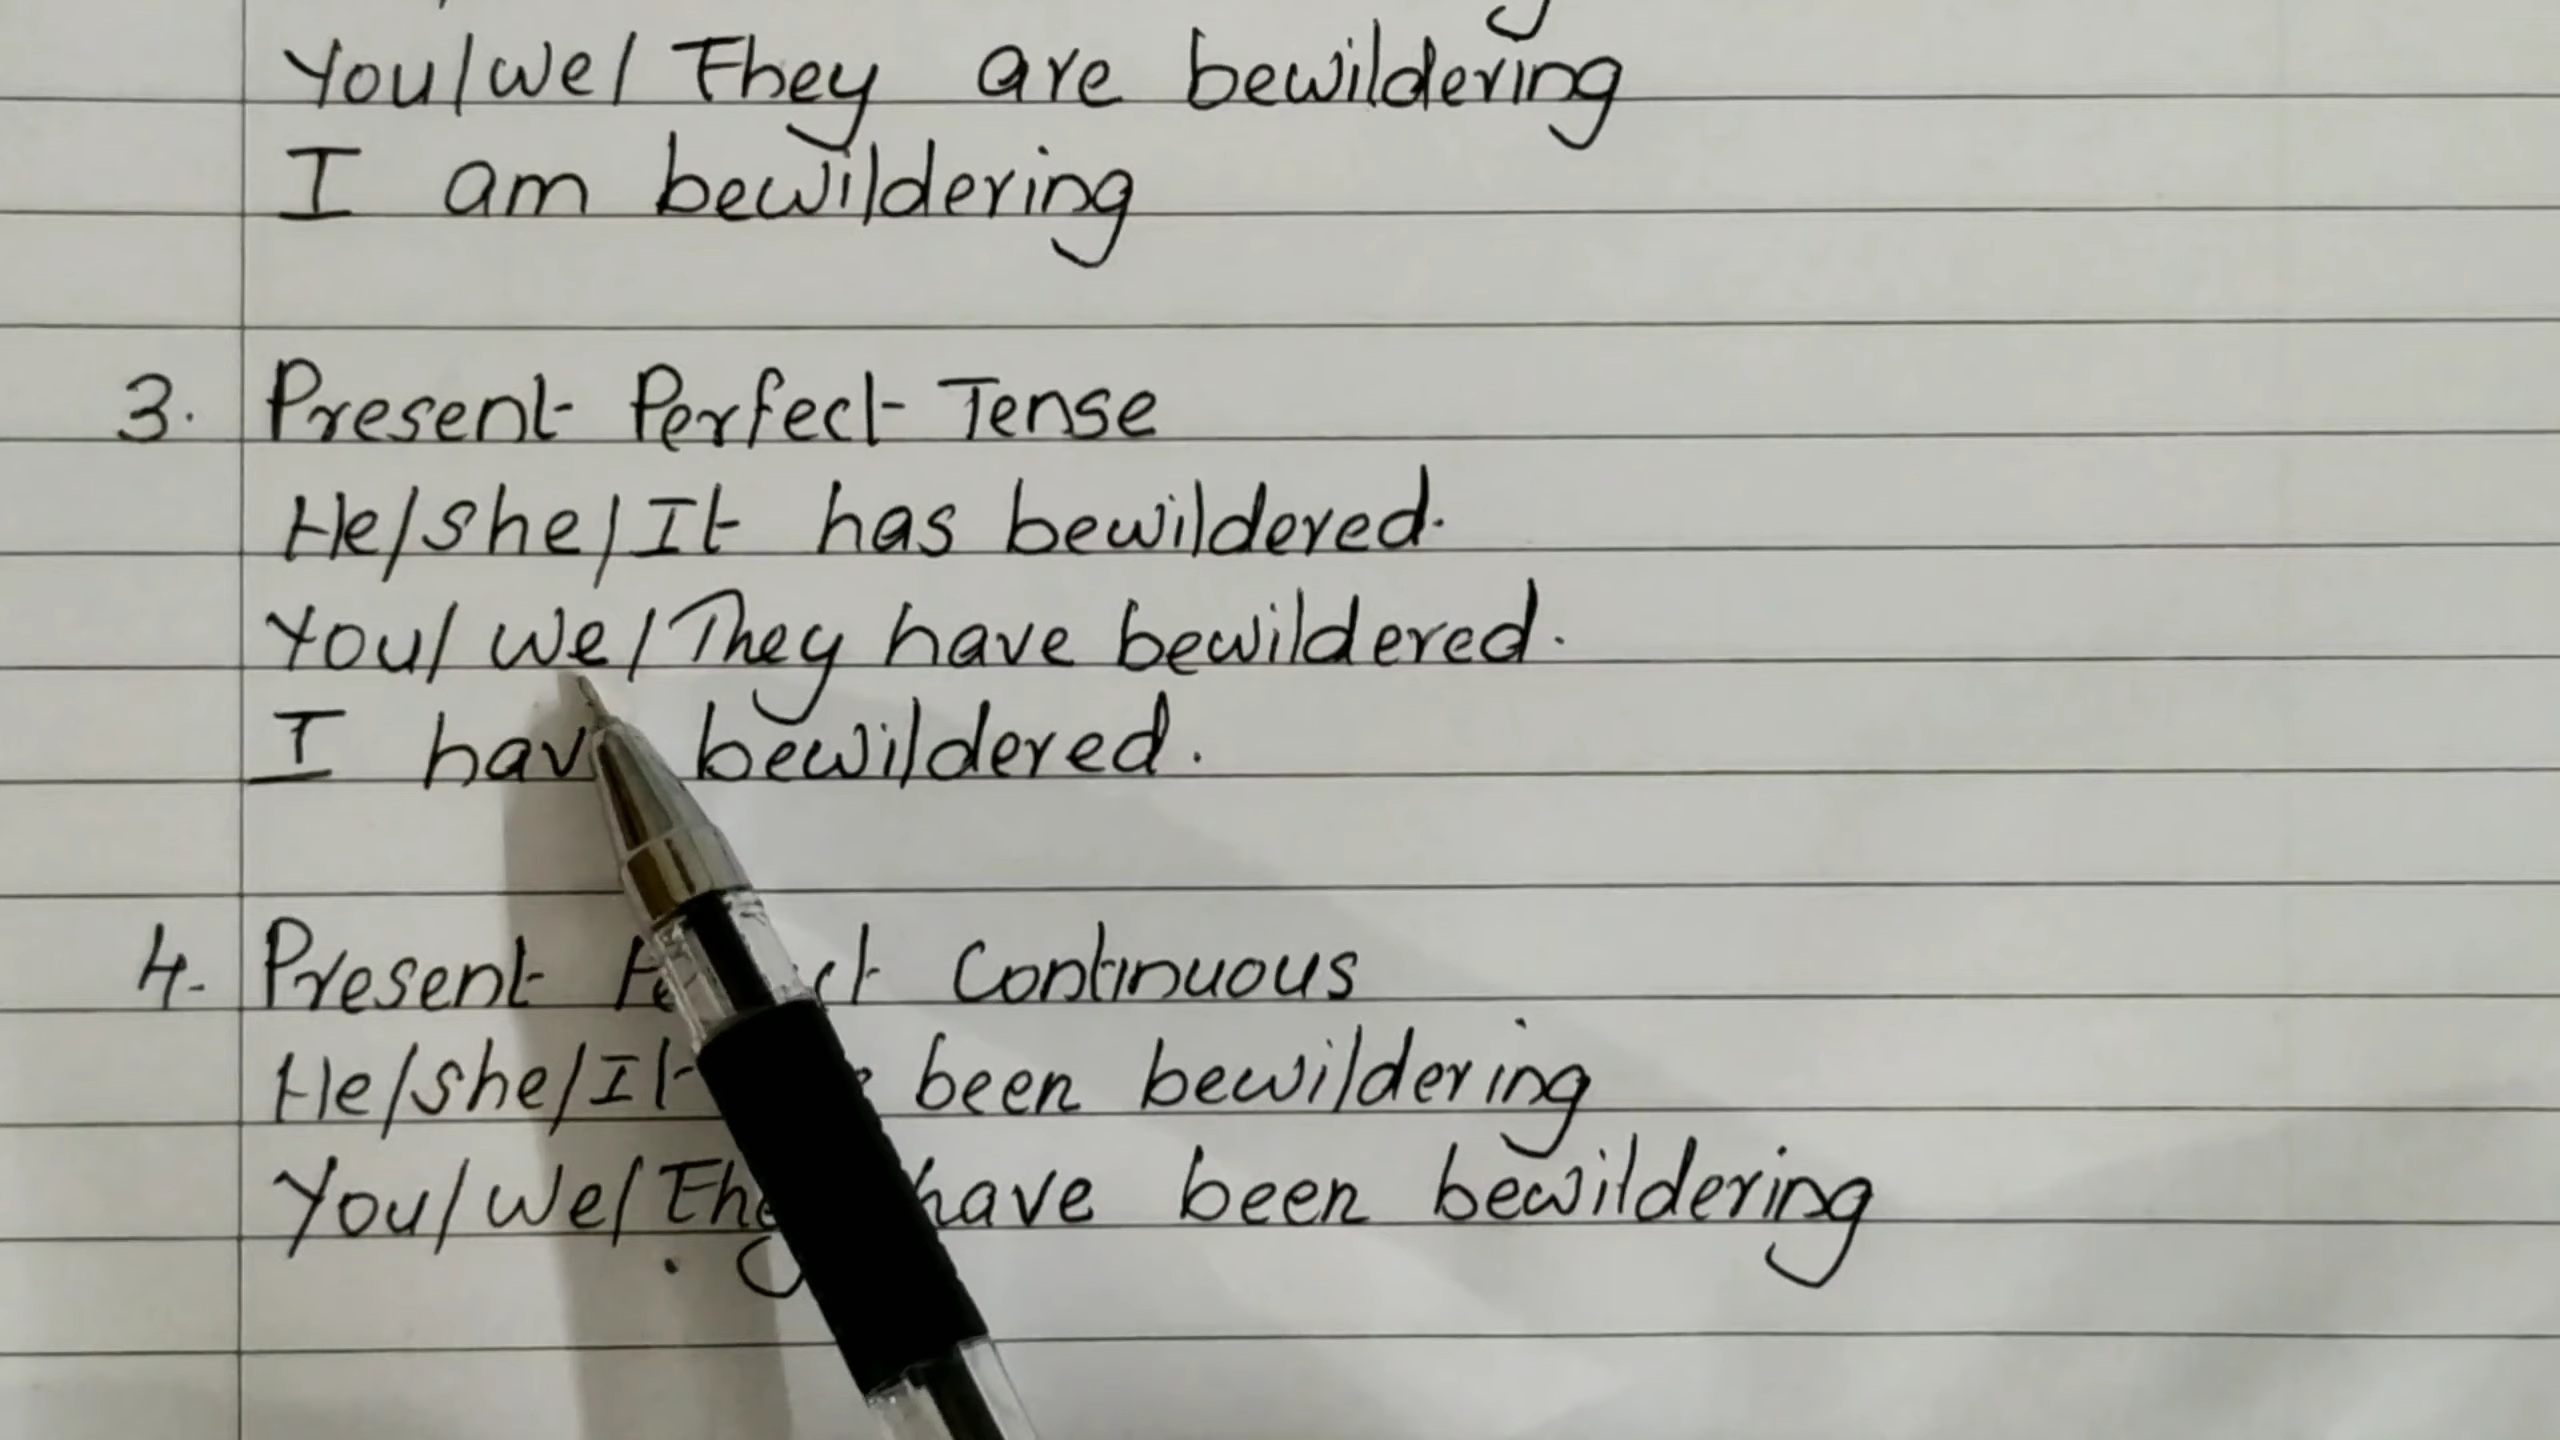 You/We/They are bewildering
I am bewildering
3. Present Perfect Tense
He/She/It has bewildered.
You/We/They have bewildered.
I bewildered.
4. Present Continuous
He/She/It been bewildering
You/We/ have been bewildering